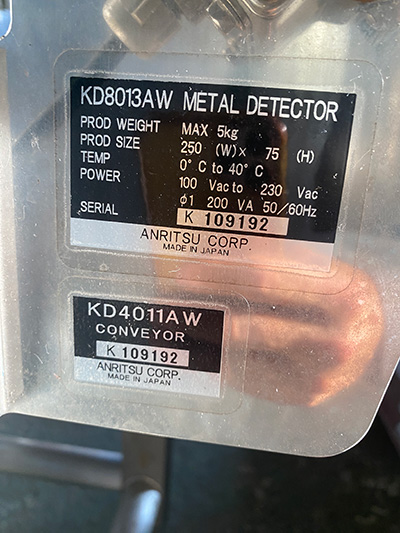 KD8013AW METAL DETECTOR
PROD WEIGHT MAX 5kg
PROD SIZE 250 (W)× 75 (H)
TEMP 0° C to 40° C
POWER 100 Vac to 230 Vac
φ1 200 VA 50/60Hz
SERIAL K 109192
ANRITSU CORP.
MADE IN JAPAN
KD4011AW
CONVEYOR
K 109192
ANRITSU CORP.
MADE IN JAPAN